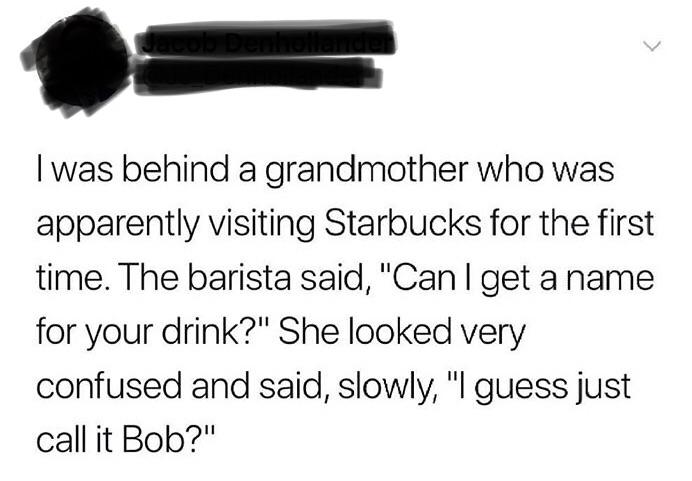 I was behind a grandmother who was
apparently visiting Starbucks for the first
time. The barista said, "Can I get a name
for your drink?" She looked very
confused and said, slowly, "I guess just
call it Bob?"